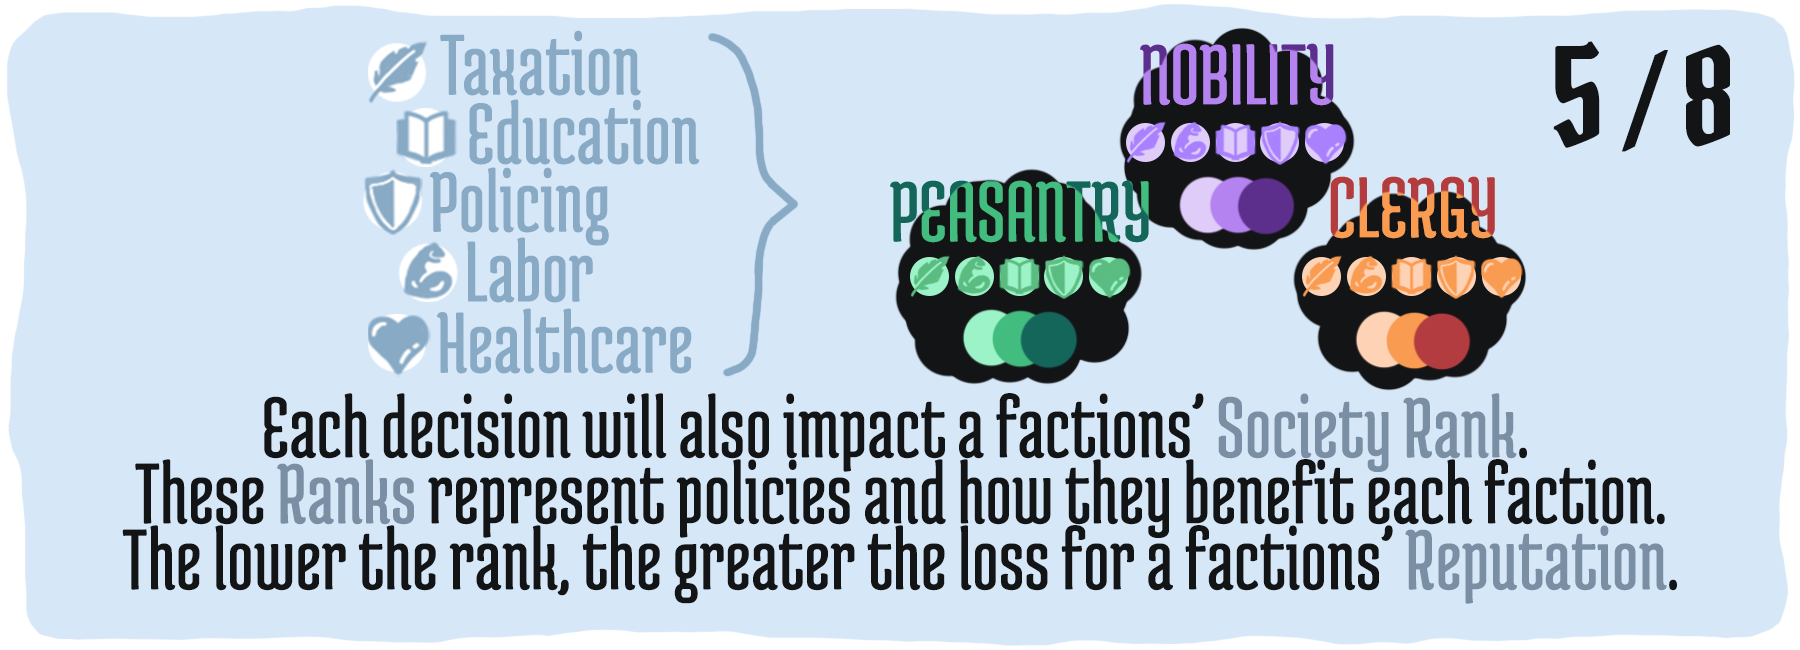 Taxation
Education
Policing
Labor
Healthcare
NOBILITY
PEASANTRY
CLERGY
5/8
Each decision will also impact a factions' Society Rank.
These Ranks represent policies and how they benefit each faction.
The lower the rank, the greater the loss for a factions' Reputation.